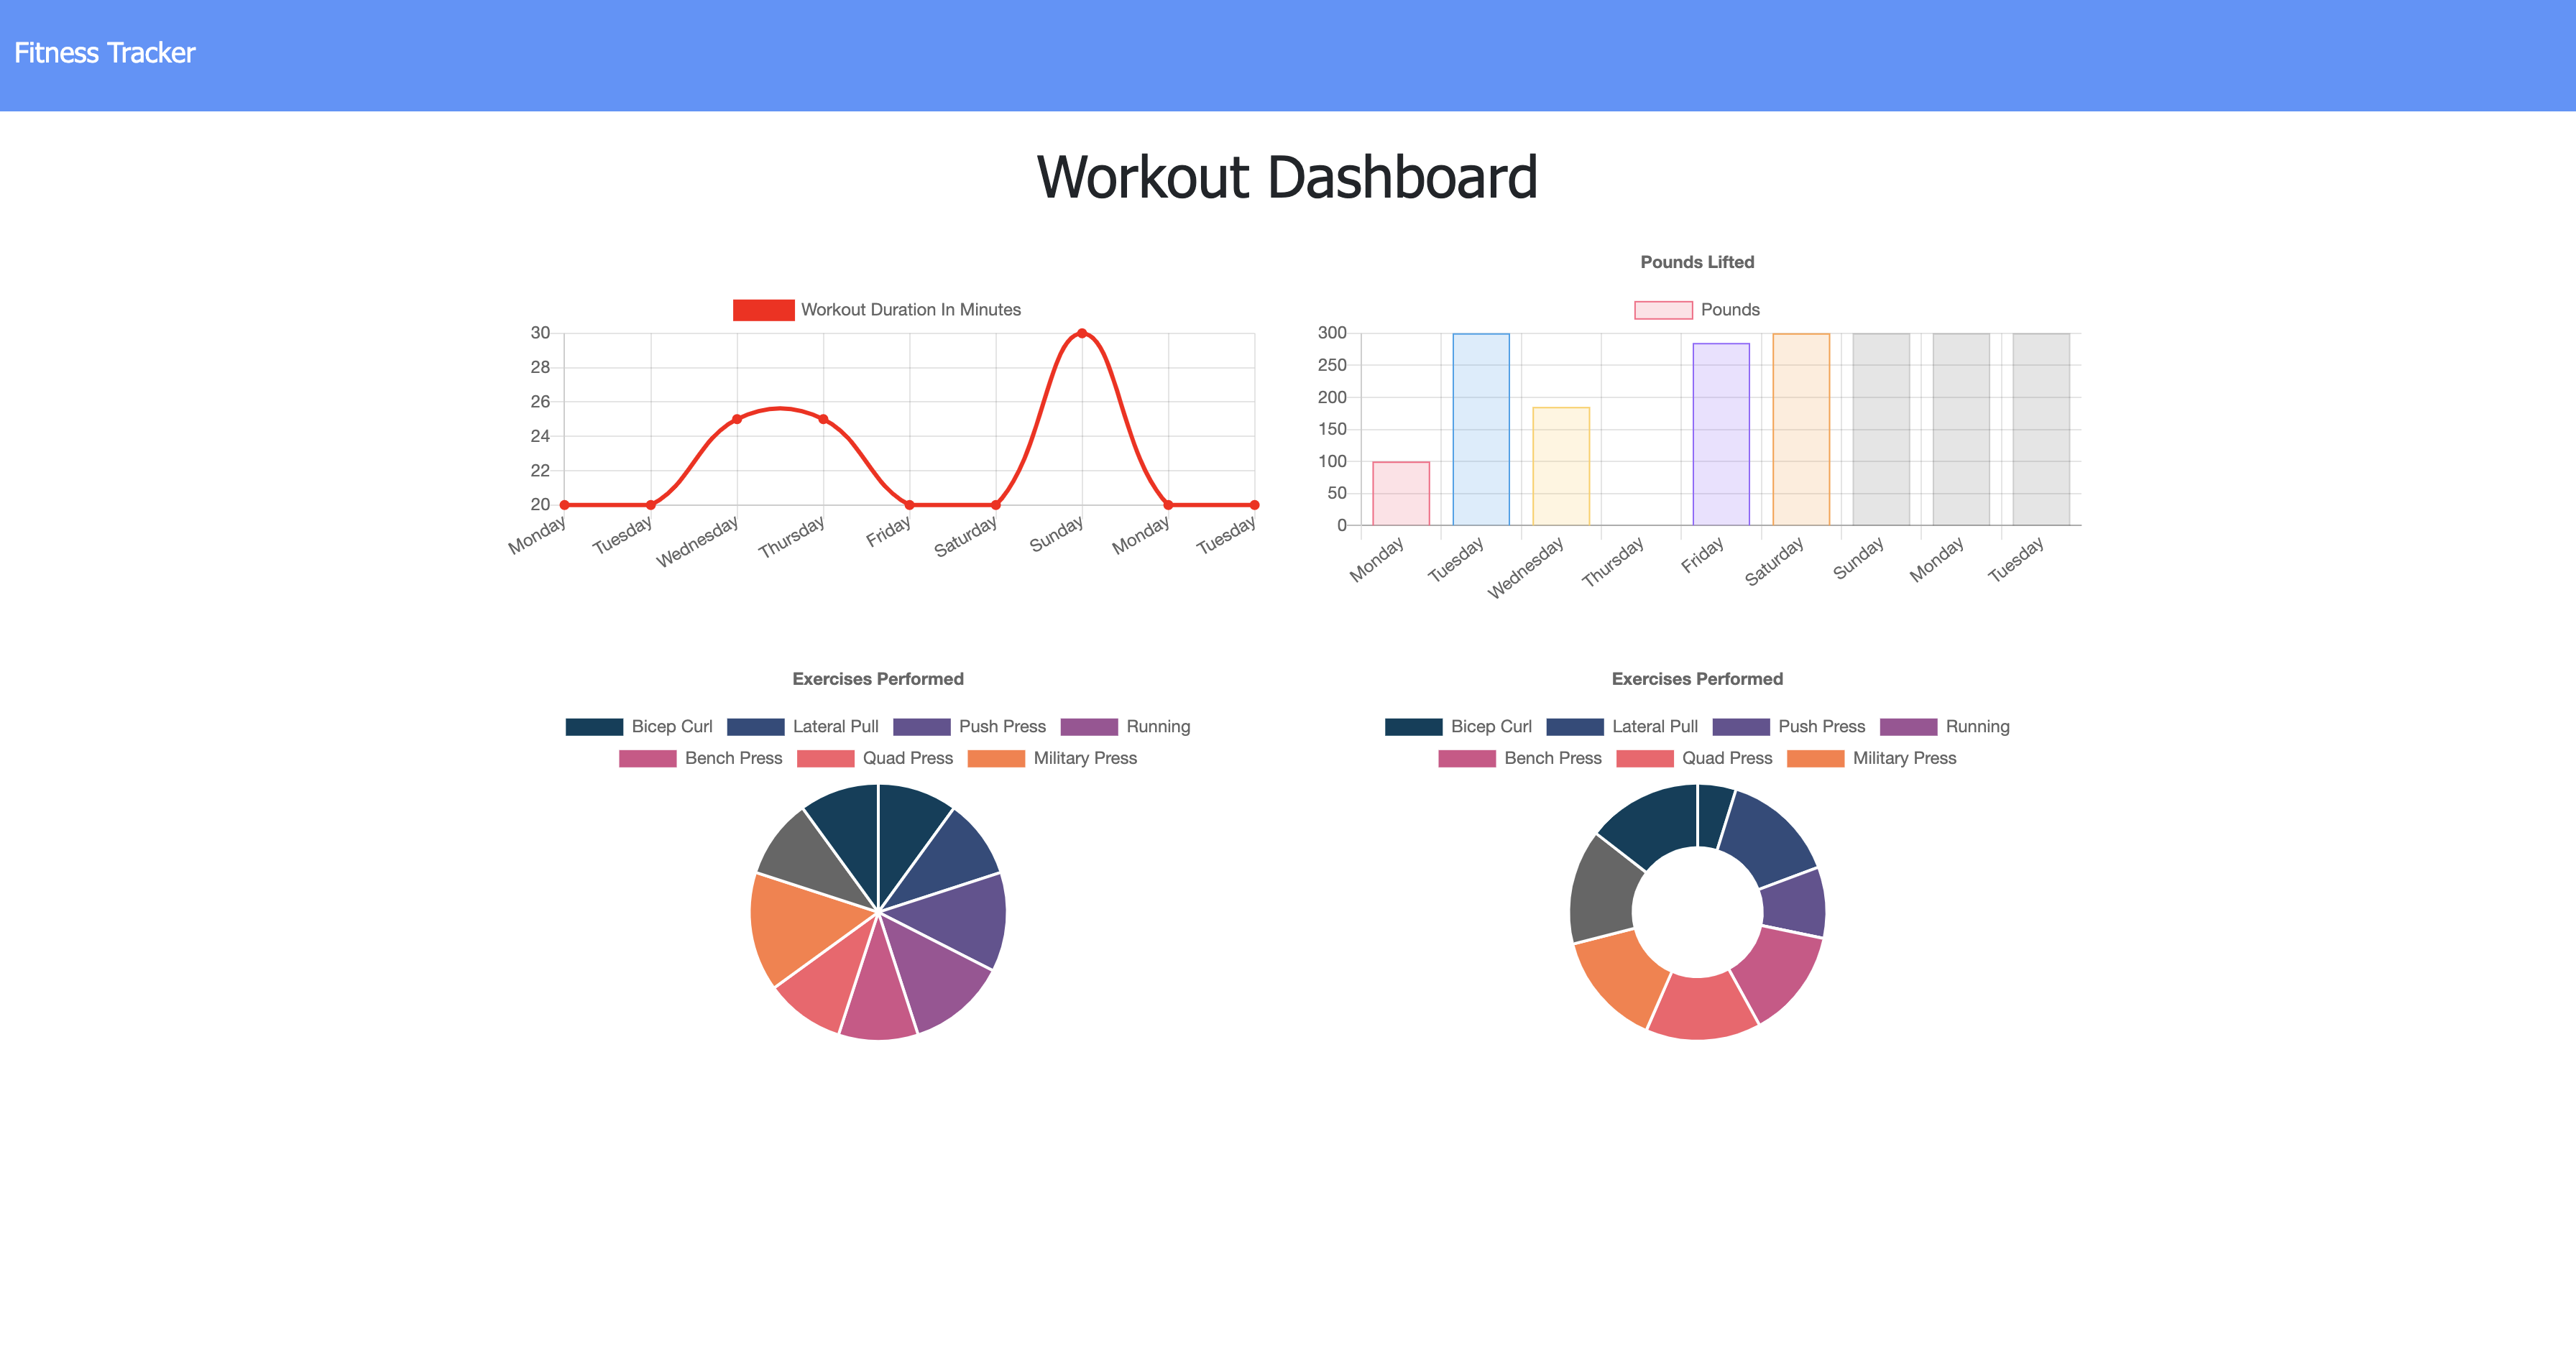 Fitness Tracker
Workout Dashboard
Workout Duration In Minutes
30
28
26
24
22
20
Monday Tuesday Wednesday Thursday Friday Saturday Sunday Monday Tuesday
Pounds Lifted
Pounds
300
250
200
150
100
50
0
Monday Tuesday Wednesday Thursday Friday Saturday Sunday Monday Tuesday
Exercises Performed
Bicep Curl Lateral Pull Push Press Running
Bench Press Quad Press Military Press
Exercises Performed
Bicep Curl Lateral Pull Push Press Running
Bench Press Quad Press Military Press